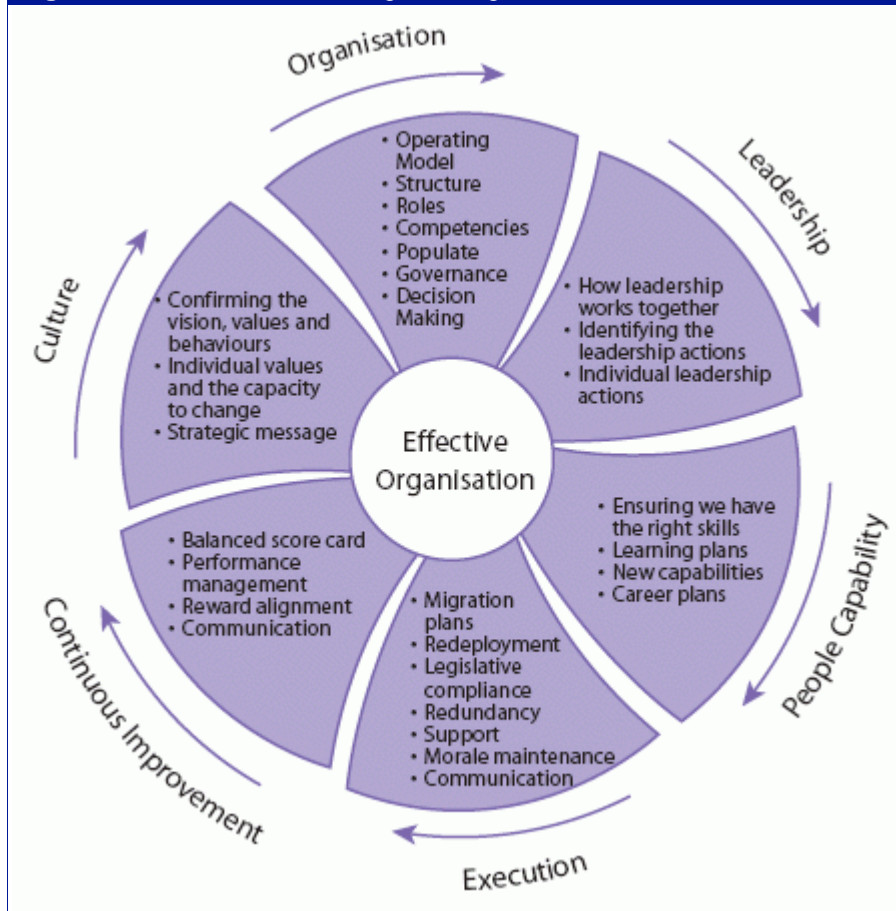 Organisation
• Operating
Model
• Structure
• Roles
• Competencies
• Populate
• Governance
• Decision
Making
Leadership
• How leadership
works together
• Identifying the
leadership actions
• Individual leadership
actions
People Capability
• Ensuring we have
the right skills
• Learning plans
• New capabilities
• Career plans
Execution
• Migration
plans
• Redeployment
• Legislative
compliance
• Redundancy
• Support
• Morale maintenance
• Communication
Continuous Improvement
• Balanced score card
• Performance
management
• Reward alignment
• Communication
Culture
• Confirming the
vision, values and
behaviours
• Individual values
and the capacity
to change
• Strategic message
Effective
Organisation